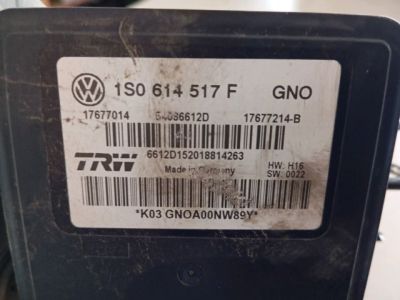 1S0 614 517 F GNO
17677014 54086612D 17677214-B
TRW 6612D152018814263 HW: H16
Made in Germany SW: 0022
*K03 GNOA00NW89Y*